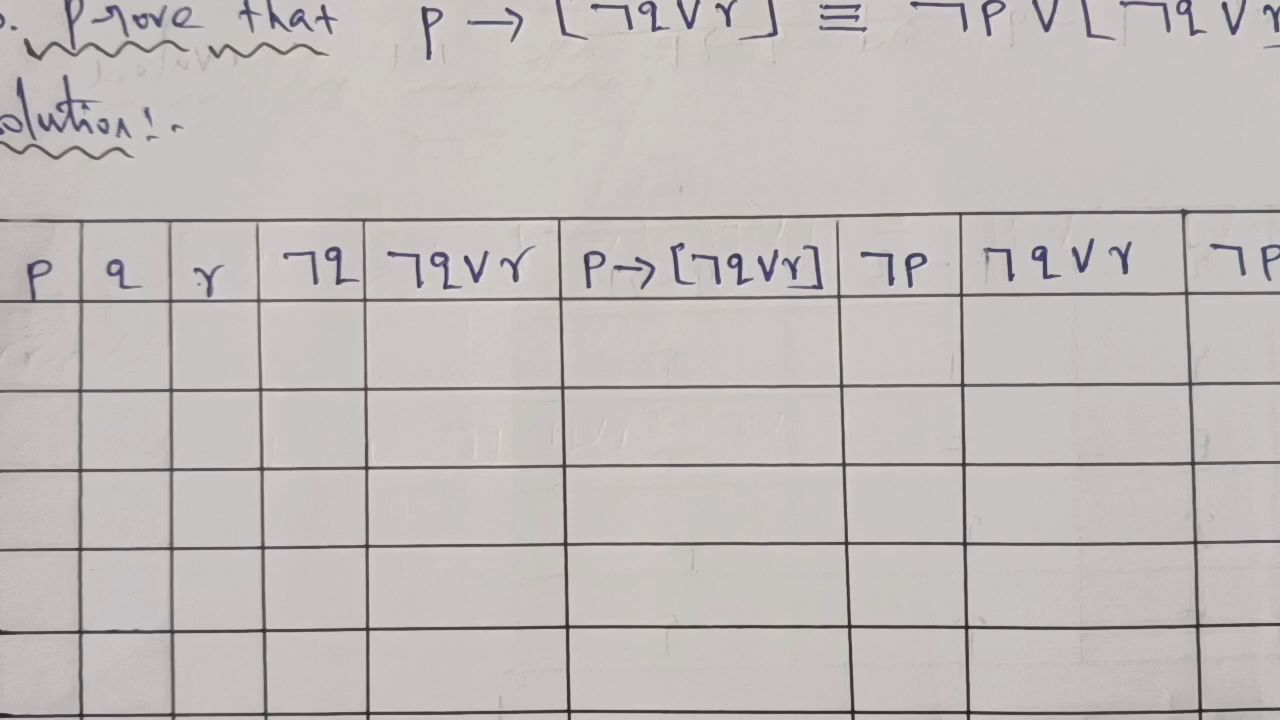 . Prove that p → [¬q ∨ r] ≡ ¬p ∨ [¬q ∨ r
olution:-
p q r ¬q ¬q ∨ r p → [¬q ∨ r] ¬p ¬q ∨ r ¬p